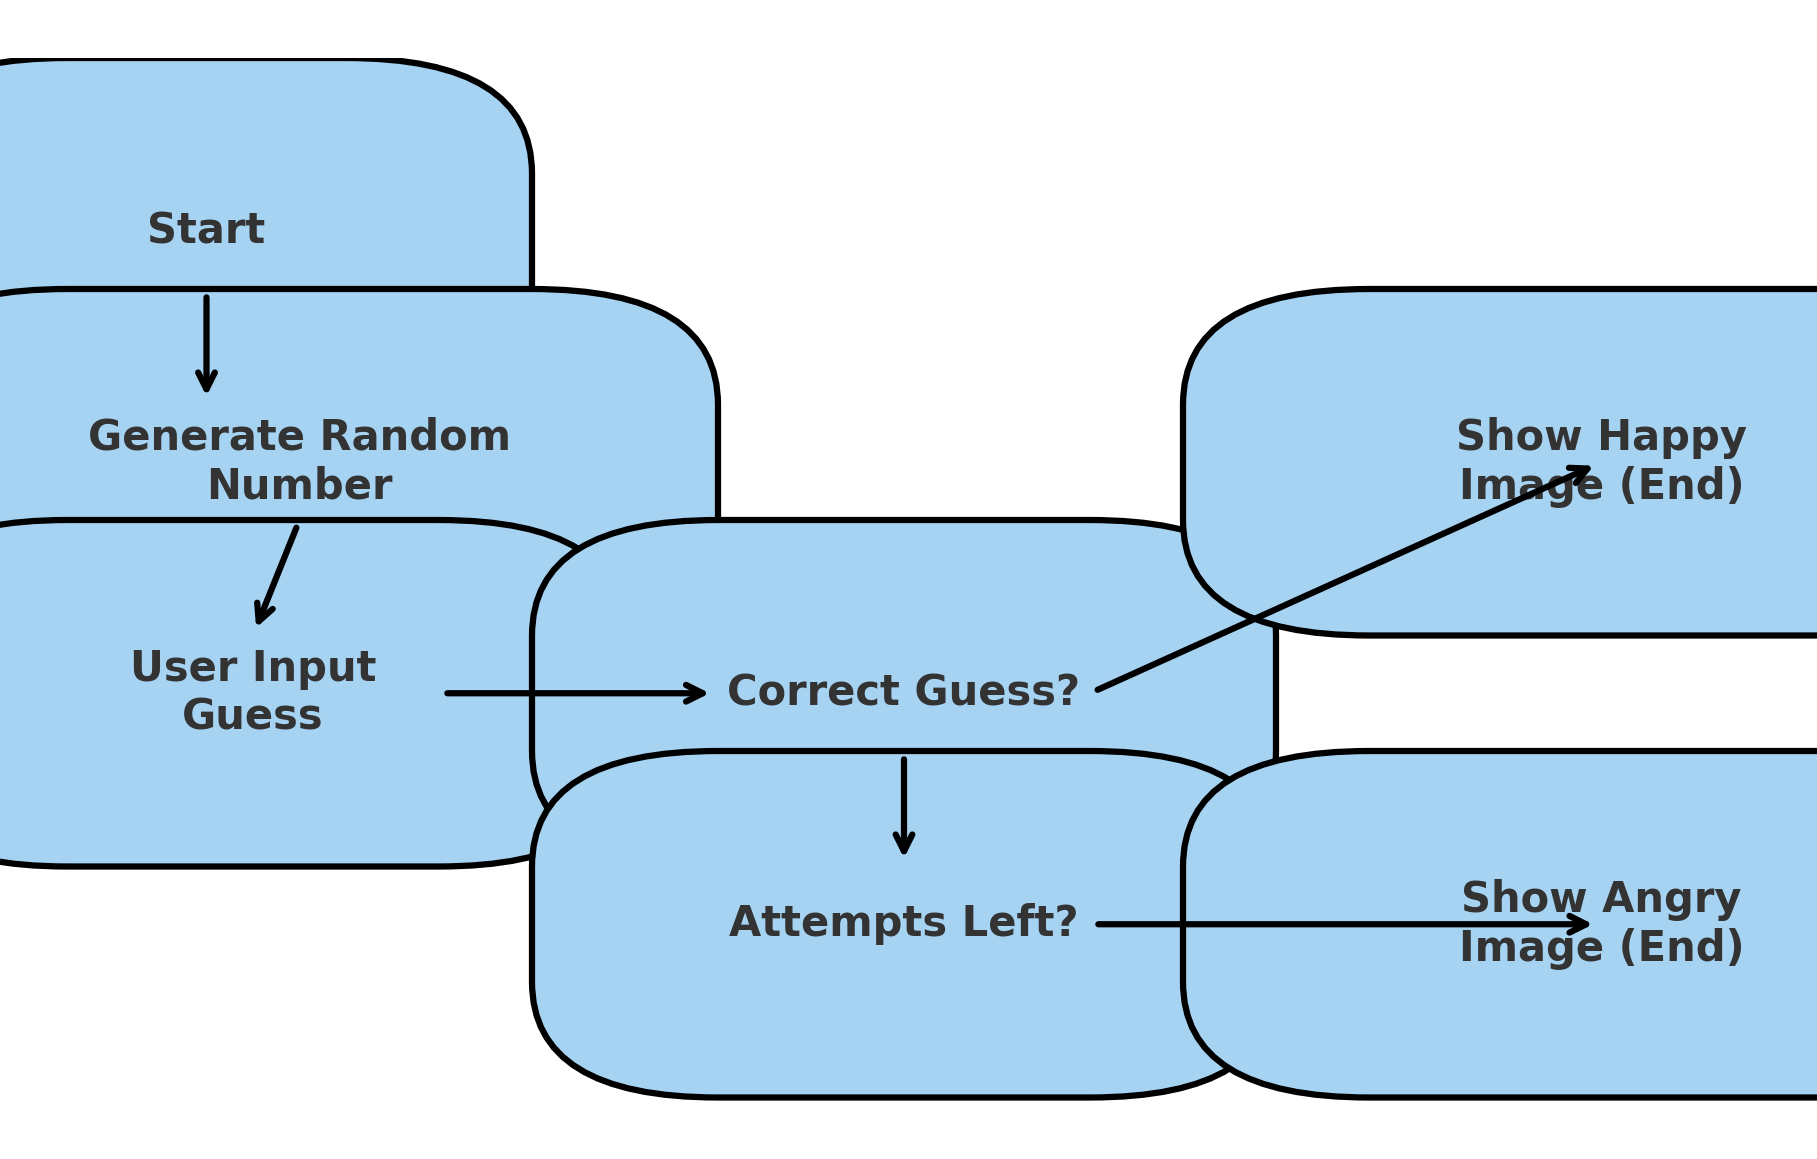 Start
Generate Random
Number
Show Happy
Image (End)
User Input
Guess
Correct Guess?
Attempts Left?
Show Angry
Image (End)